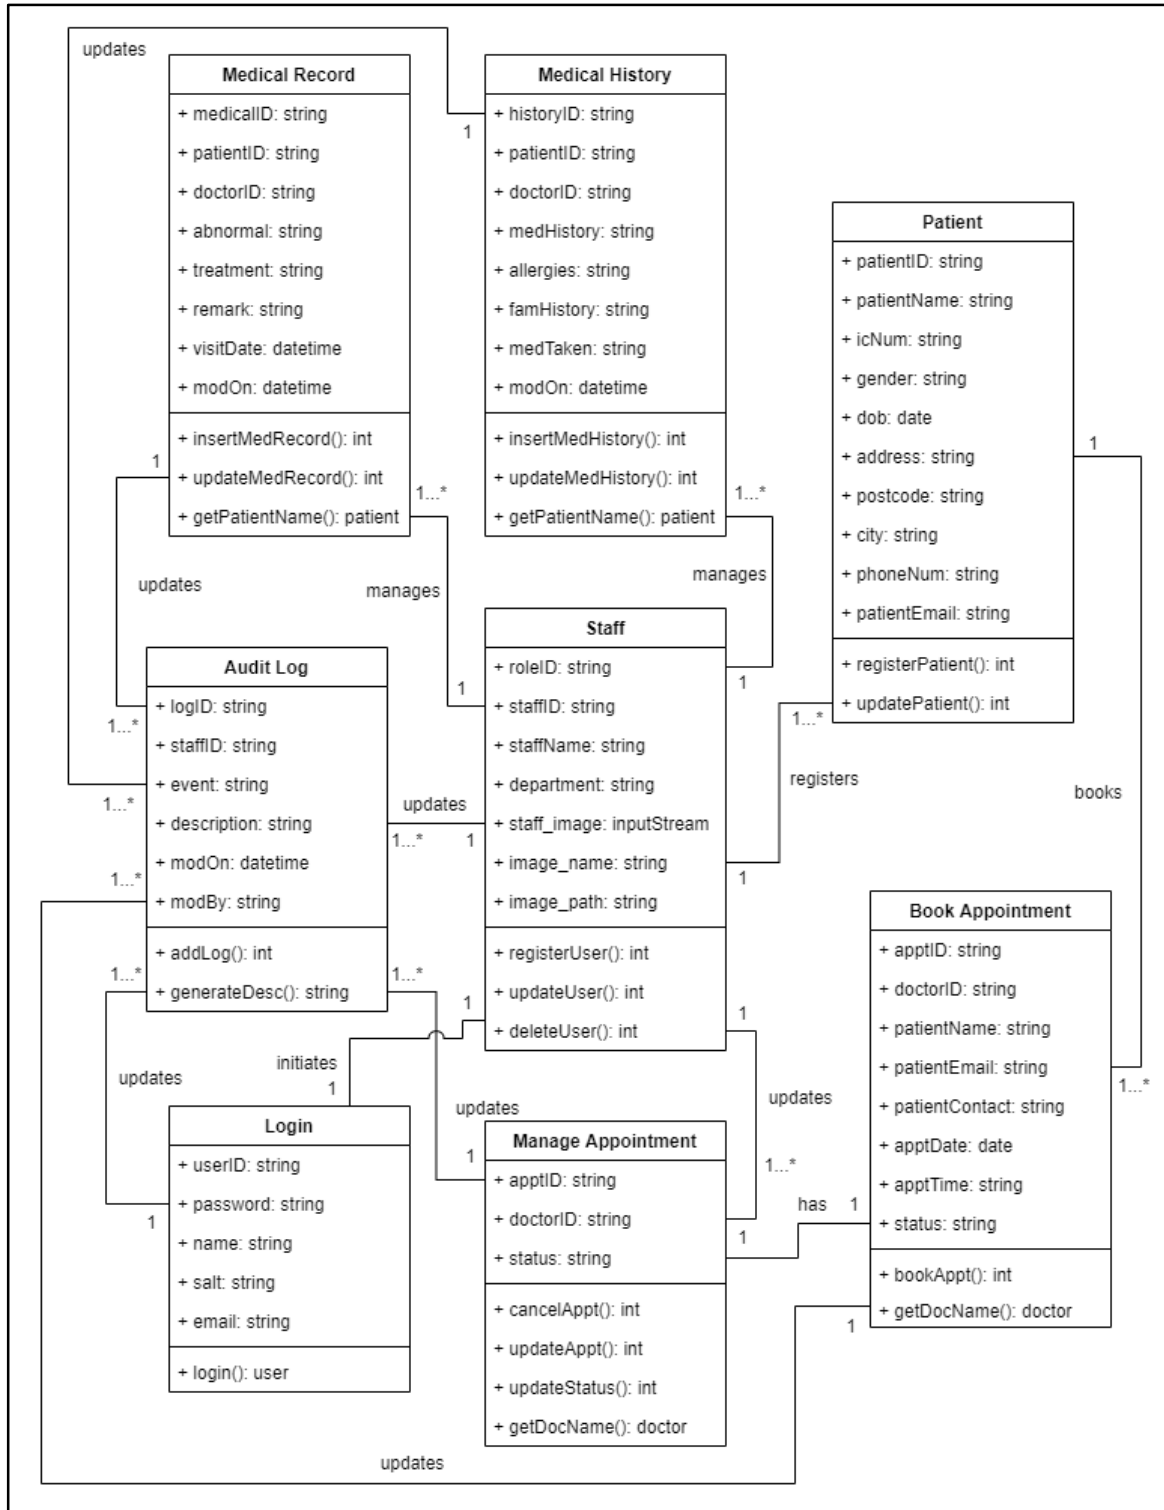 updates
Medical Record
+ medicalID: string
+ patientID: string
+ doctorID: string
+ abnormal: string
+ treatment: string
+ remark: string
+ visitDate: datetime
+ modOn: datetime
+ insertMedRecord(): int
+ updateMedRecord(): int
+ getPatientName(): patient
1
1...*
Medical History
1
+ historyID: string
+ patientID: string
+ doctorID: string
+ medHistory: string
+ allergies: string
+ famHistory: string
+ medTaken: string
+ modOn: datetime
+ insertMedHistory(): int
+ updateMedHistory(): int
+ getPatientName(): patient
1...*
Patient
+ patientID: string
+ patientName: string
+ icNum: string
+ gender: string
+ dob: date
+ address: string
+ postcode: string
+ city: string
+ phoneNum: string
+ patientEmail: string
+ registerPatient(): int
+ updatePatient(): int
1
1...*
updates
manages
manages
registers
books
Audit Log
+ logID: string
+ staffID: string
+ event: string
+ description: string
+ modOn: datetime
+ modBy: string
+ addLog(): int
+ generateDesc(): string
1...*
1...*
1...*
1...*
1...*
1...*
updates
1
1
Staff
+ roleID: string
+ staffID: string
+ staffName: string
+ department: string
+ staff_image: inputStream
+ image_name: string
+ image_path: string
+ registerUser(): int
+ updateUser(): int
+ deleteUser(): int
1
1
1
1
Book Appointment
+ apptID: string
+ doctorID: string
+ patientName: string
+ patientEmail: string
+ patientContact: string
+ apptDate: date
+ apptTime: string
+ status: string
+ bookAppt(): int
+ getDocName(): doctor
1...*
1
1
updates
initiates
1
Login
+ userID: string
+ password: string
+ name: string
+ salt: string
+ email: string
+ login(): user
1
updates
updates
Manage Appointment
+ apptID: string
+ doctorID: string
+ status: string
+ cancelAppt(): int
+ updateAppt(): int
+ updateStatus(): int
+ getDocName(): doctor
1
1...*
1
has
updates